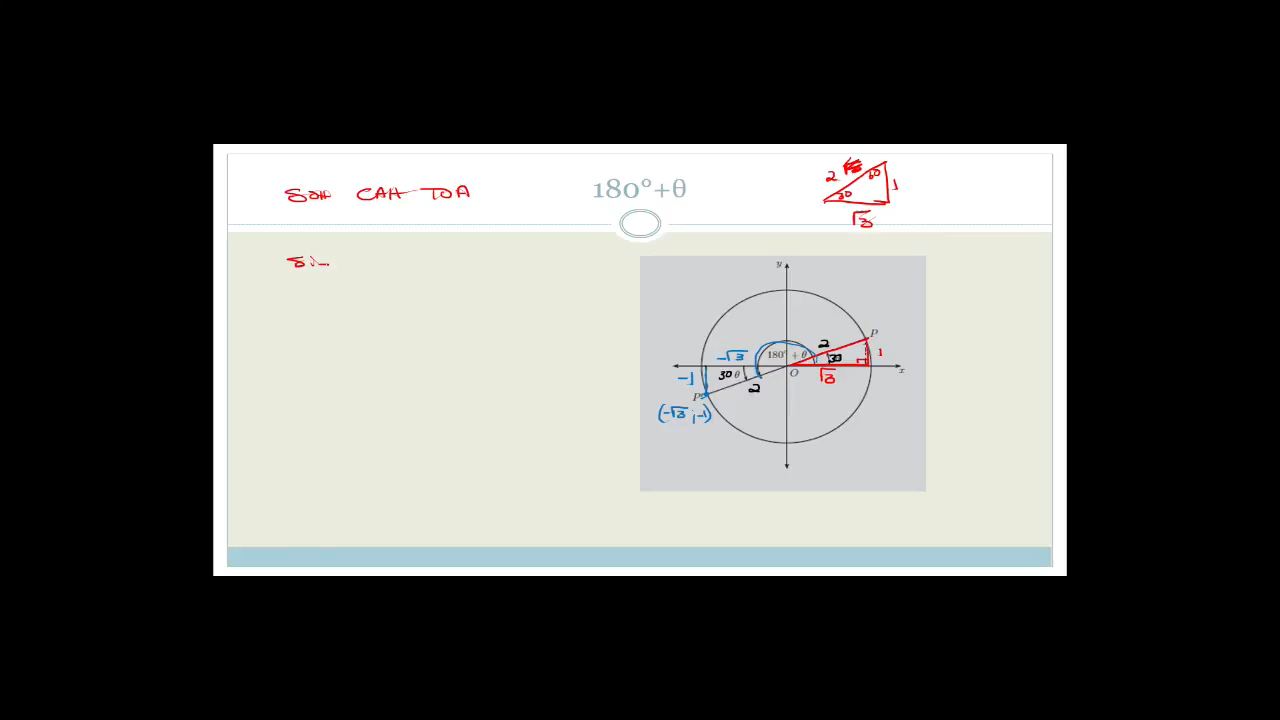 SOH CAH TOA
180°+θ
2
60
30
1
√3
si
y
P
2
1
-√3
180° + θ
30
x
30 θ
O
√3
-1
2
P'
(-√3 ; -1)